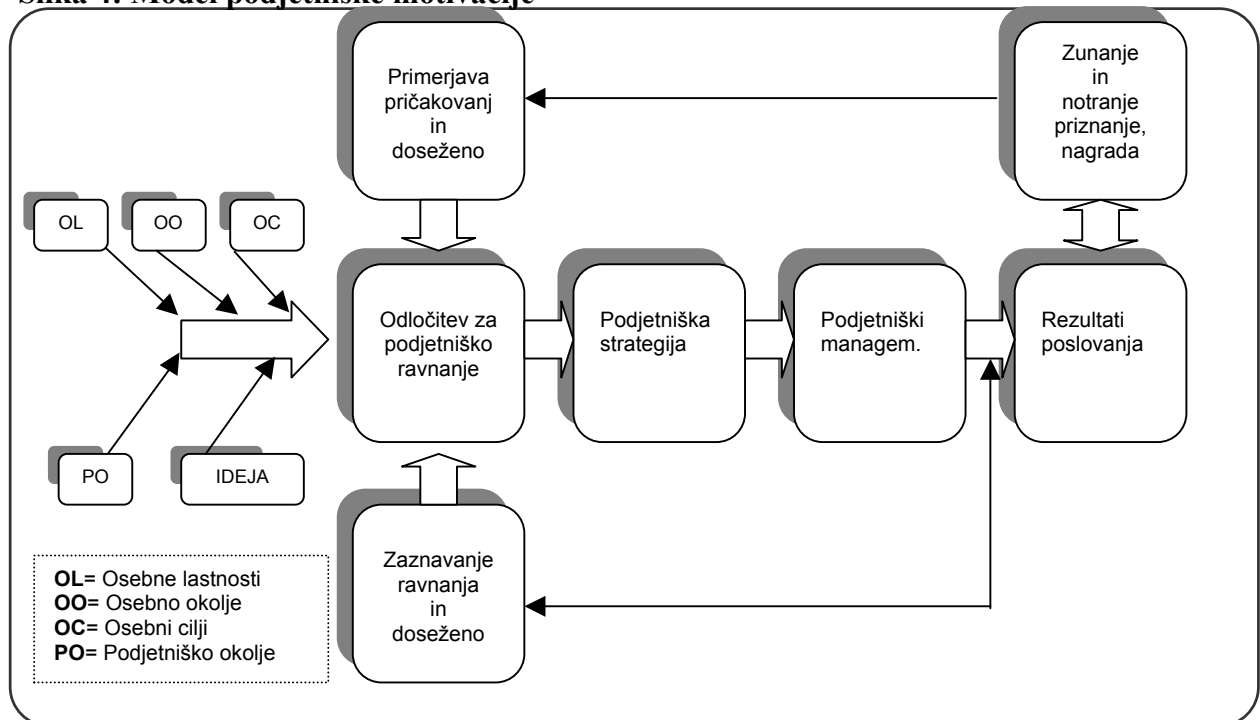 Slika 4: Model podjetniške motivacije
Primerjava
pričakovanj
in
doseženo
Zunanje
in
notranje
priznanje,
nagrada
OL
OO
OC
Odločitev za
podjetniško
ravnanje
Podjetniška
strategija
Podjetniški
managem.
Rezultati
poslovanja
PO
IDEJA
Zaznavanje
ravnanja
in
doseženo
OL= Osebne lastnosti
OO= Osebno okolje
OC= Osebni cilji
PO= Podjetniško okolje